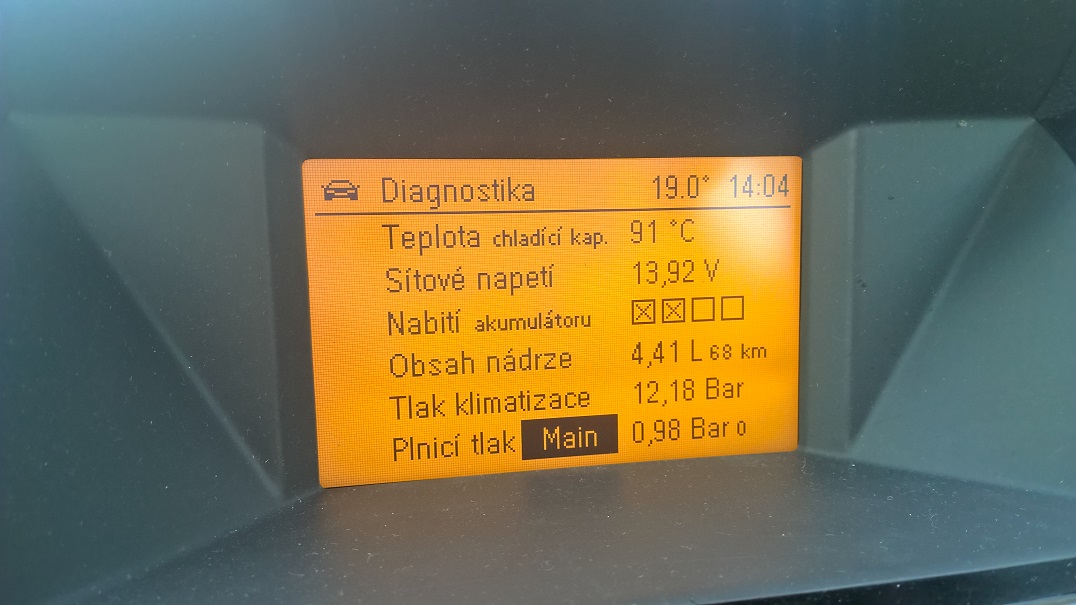 Diagnostika 19.0° 14:04
Teplota chladící kap. 91 °C
Sítové napetí 13,92 V
Nabití akumulátoru ☒☒☐☐
Obsah nádrze 4,41 L 68 km
Tlak klimatizace 12,18 Bar
Plnicí tlak Main 0,98 Bar o